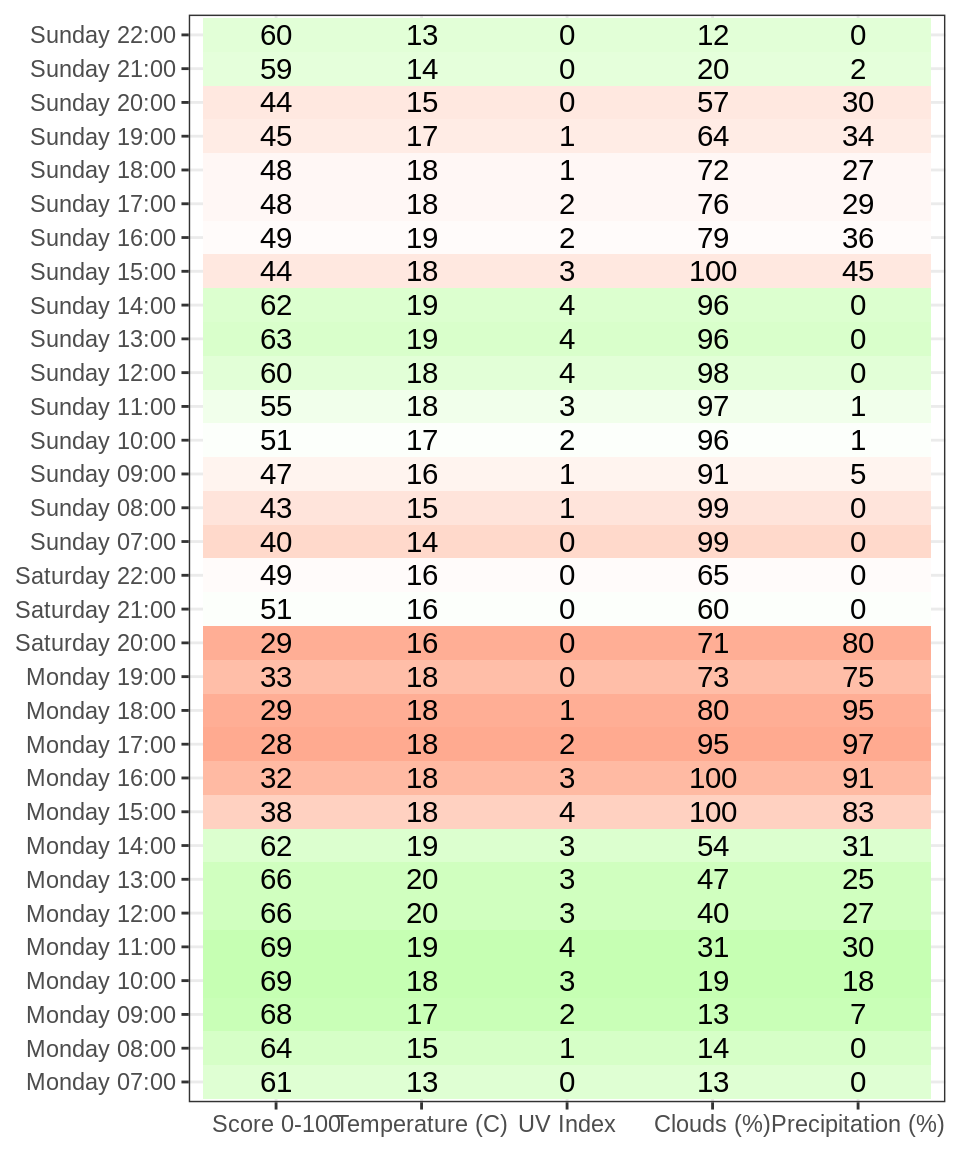 Sunday 22:00 60 13 0 12 0
Sunday 21:00 59 14 0 20 2
Sunday 20:00 44 15 0 57 30
Sunday 19:00 45 17 1 64 34
Sunday 18:00 48 18 1 72 27
Sunday 17:00 48 18 2 76 29
Sunday 16:00 49 19 2 79 36
Sunday 15:00 44 18 3 100 45
Sunday 14:00 62 19 4 96 0
Sunday 13:00 63 19 4 96 0
Sunday 12:00 60 18 4 98 0
Sunday 11:00 55 18 3 97 1
Sunday 10:00 51 17 2 96 1
Sunday 09:00 47 16 1 91 5
Sunday 08:00 43 15 1 99 0
Sunday 07:00 40 14 0 99 0
Saturday 22:00 49 16 0 65 0
Saturday 21:00 51 16 0 60 0
Saturday 20:00 29 16 0 71 80
Monday 19:00 33 18 0 73 75
Monday 18:00 29 18 1 80 95
Monday 17:00 28 18 2 95 97
Monday 16:00 32 18 3 100 91
Monday 15:00 38 18 4 100 83
Monday 14:00 62 19 3 54 31
Monday 13:00 66 20 3 47 25
Monday 12:00 66 20 3 40 27
Monday 11:00 69 19 4 31 30
Monday 10:00 69 18 3 19 18
Monday 09:00 68 17 2 13 7
Monday 08:00 64 15 1 14 0
Monday 07:00 61 13 0 13 0
Score 0-100 Temperature (C) UV Index Clouds (%) Precipitation (%)